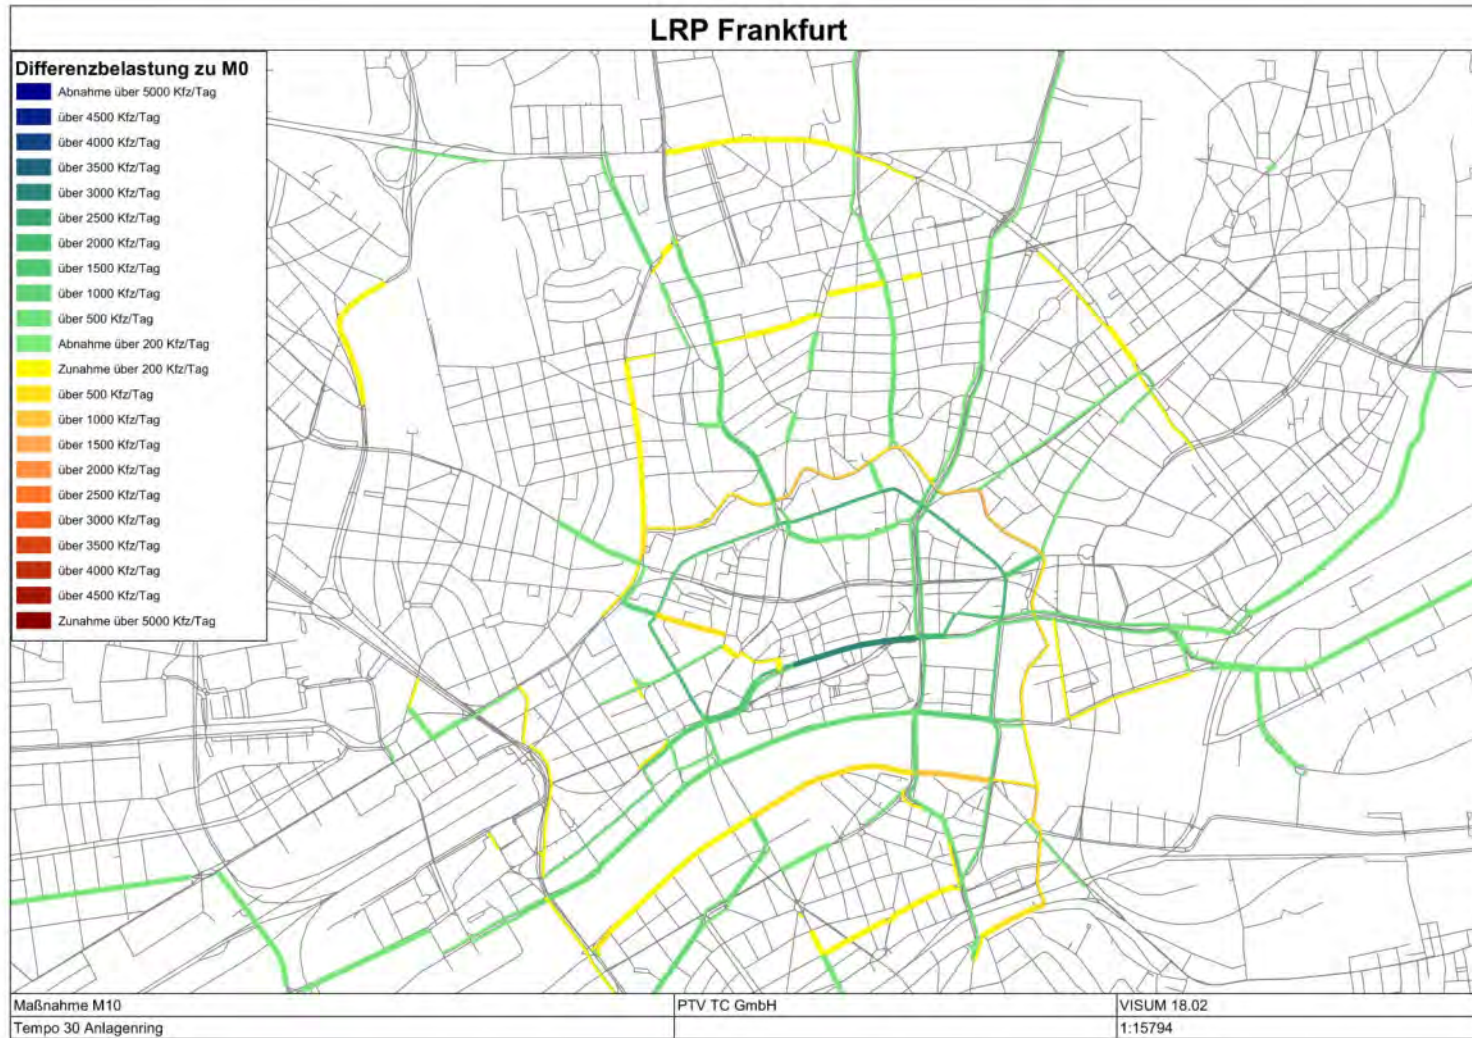 LRP Frankfurt
Differenzbelastung zu M0
Abnahme über 5000 Kfz/Tag
über 4500 Kfz/Tag
über 4000 Kfz/Tag
über 3500 Kfz/Tag
über 3000 Kfz/Tag
über 2500 Kfz/Tag
über 2000 Kfz/Tag
über 1500 Kfz/Tag
über 1000 Kfz/Tag
über 500 Kfz/Tag
Abnahme über 200 Kfz/Tag
Zunahme über 200 Kfz/Tag
über 500 Kfz/Tag
über 1000 Kfz/Tag
über 1500 Kfz/Tag
über 2000 Kfz/Tag
über 2500 Kfz/Tag
über 3000 Kfz/Tag
über 3500 Kfz/Tag
über 4000 Kfz/Tag
über 4500 Kfz/Tag
Zunahme über 5000 Kfz/Tag
Maßnahme M10
PTV TC GmbH
VISUM 18.02
Tempo 30 Anlagenring
1:15794